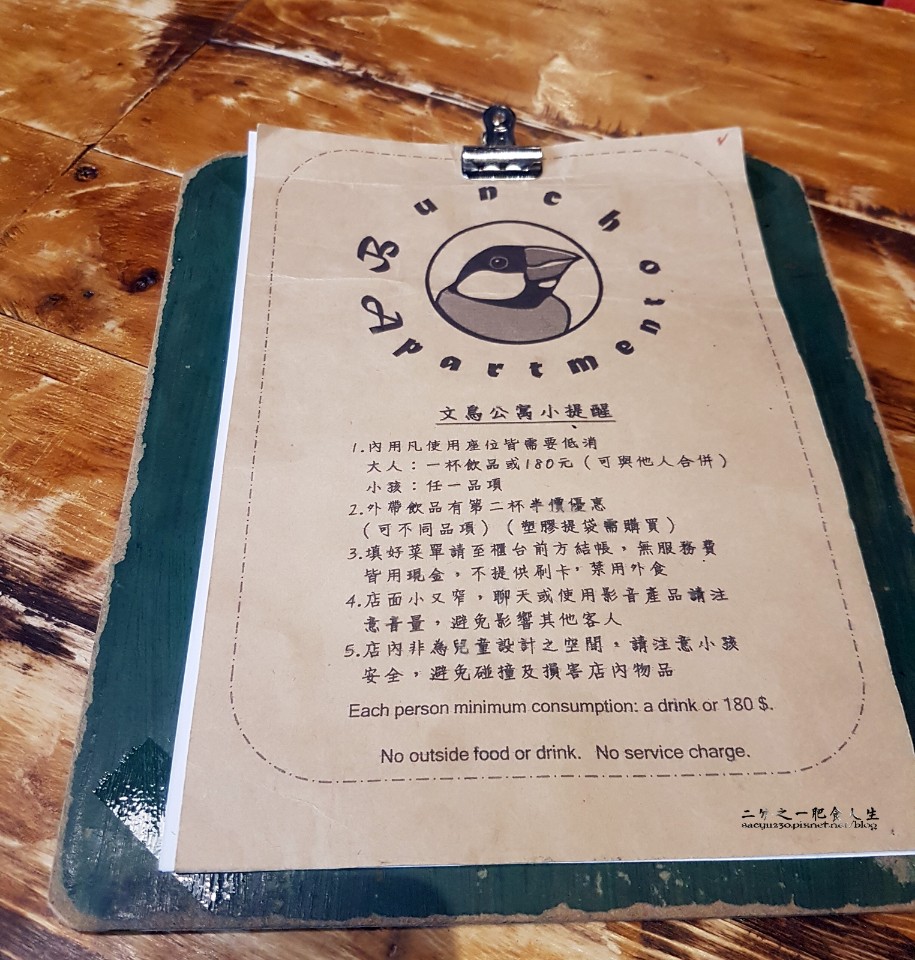 Bunch
Apartmento
文鳥公寓小提醒
1.內用凡使用座位皆需要低消
大人：一杯飲品或180元（可與他人合併）
小孩：任一品項
2.外帶飲品有第二杯半價優惠
（可不同品項）（塑膠提袋需購買）
3.填好菜單請至櫃台前方結帳，無服務費
皆用現金，不提供刷卡，禁用外食
4.店面小又窄，聊天或使用影音產品請注
意音量，避免影響其他客人
5.店內非為兒童設計之空間，請注意小孩
安全，避免碰撞及損害店內物品
Each person minimum consumption: a drink or 180 $.
No outside food or drink. No service charge.
二分之一肥食人生
sacyu230.pixnet.net/blog